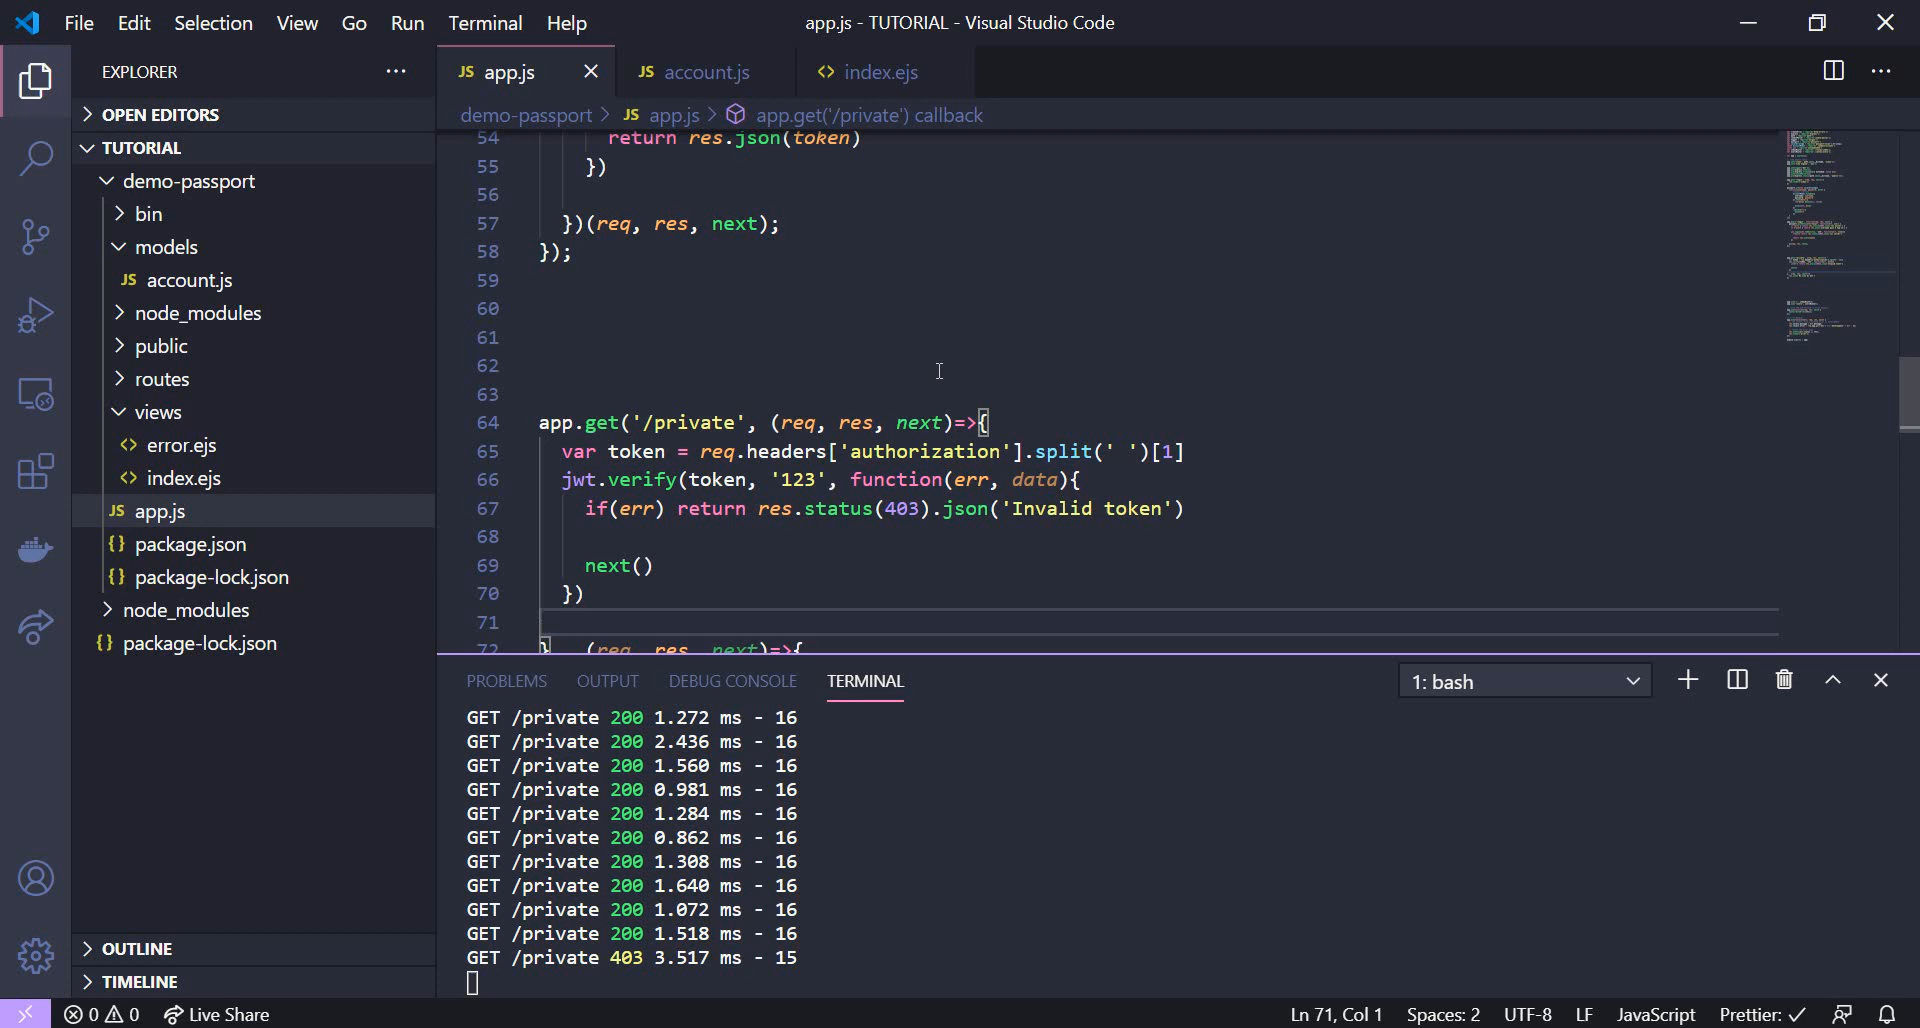 File Edit Selection View Go Run Terminal Help
app.js - TUTORIAL - Visual Studio Code
EXPLORER
OPEN EDITORS
TUTORIAL
demo-passport
bin
models
JS account.js
node_modules
public
routes
views
<> error.ejs
<> index.ejs
JS app.js
{} package.json
{} package-lock.json
node_modules
{} package-lock.json
OUTLINE
TIMELINE
JS app.js
JS account.js
<> index.ejs
demo-passport > JS app.js > app.get('/private') callback
54 return res.json(token)
55 })
56
57 })(req, res, next);
58 });
59
60
61
62
63
64 app.get('/private', (req, res, next)=>{
65 var token = req.headers['authorization'].split(' ')[1]
66 jwt.verify(token, '123', function(err, data){
67 if(err) return res.status(403).json('Invalid token')
68
69 next()
70 })
71
72 } (req, res, next)=>{
PROBLEMS OUTPUT DEBUG CONSOLE TERMINAL
1: bash
GET /private 200 1.272 ms - 16
GET /private 200 2.436 ms - 16
GET /private 200 1.560 ms - 16
GET /private 200 0.981 ms - 16
GET /private 200 1.284 ms - 16
GET /private 200 0.862 ms - 16
GET /private 200 1.308 ms - 16
GET /private 200 1.640 ms - 16
GET /private 200 1.072 ms - 16
GET /private 200 1.518 ms - 16
GET /private 403 3.517 ms - 15
0 0 Live Share
Ln 71, Col 1 Spaces: 2 UTF-8 LF JavaScript Prettier: ✓